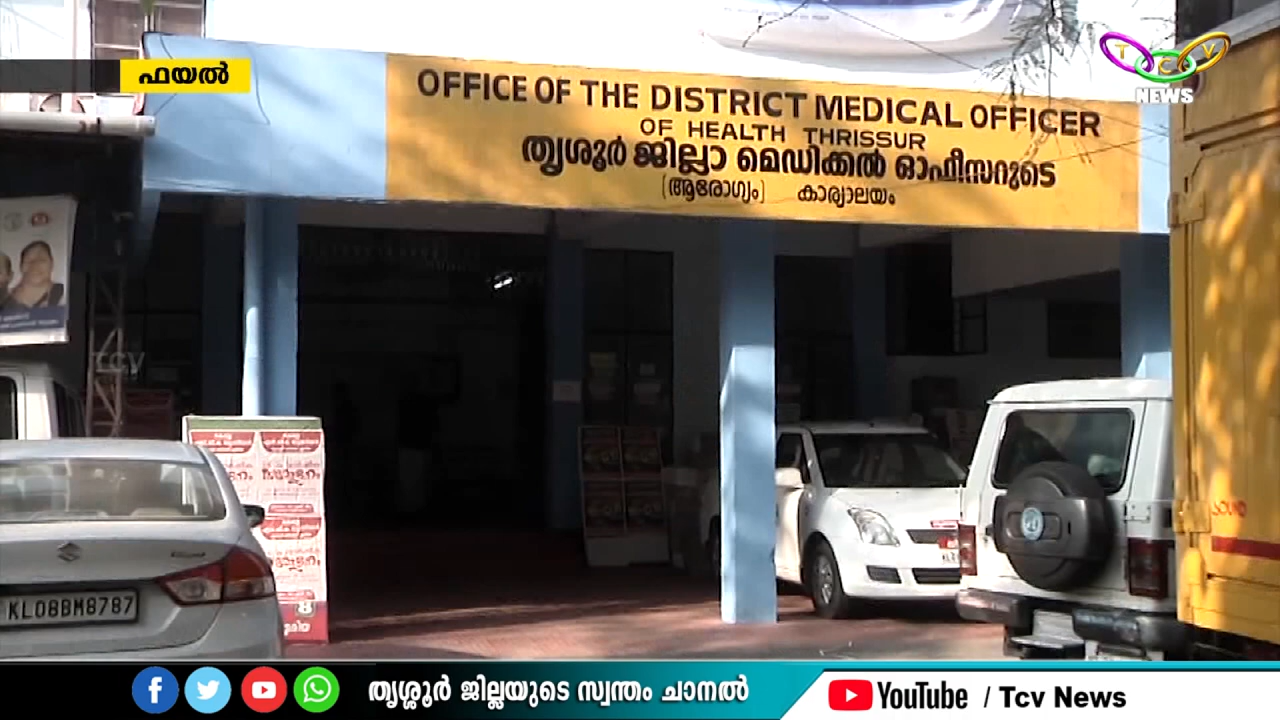 ഫയൽ
T C V
NEWS
OFFICE OF THE DISTRICT MEDICAL OFFICER
OF HEALTH THRISSUR
തൃശൂർ ജില്ലാ മെഡിക്കൽ ഓഫീസറുടെ
(ആരോഗ്യം) കാര്യാലയം
TCV
KL08BM8787
തൃശ്ശൂർ ജില്ലയുടെ സ്വന്തം ചാനൽ
YouTube / Tcv News